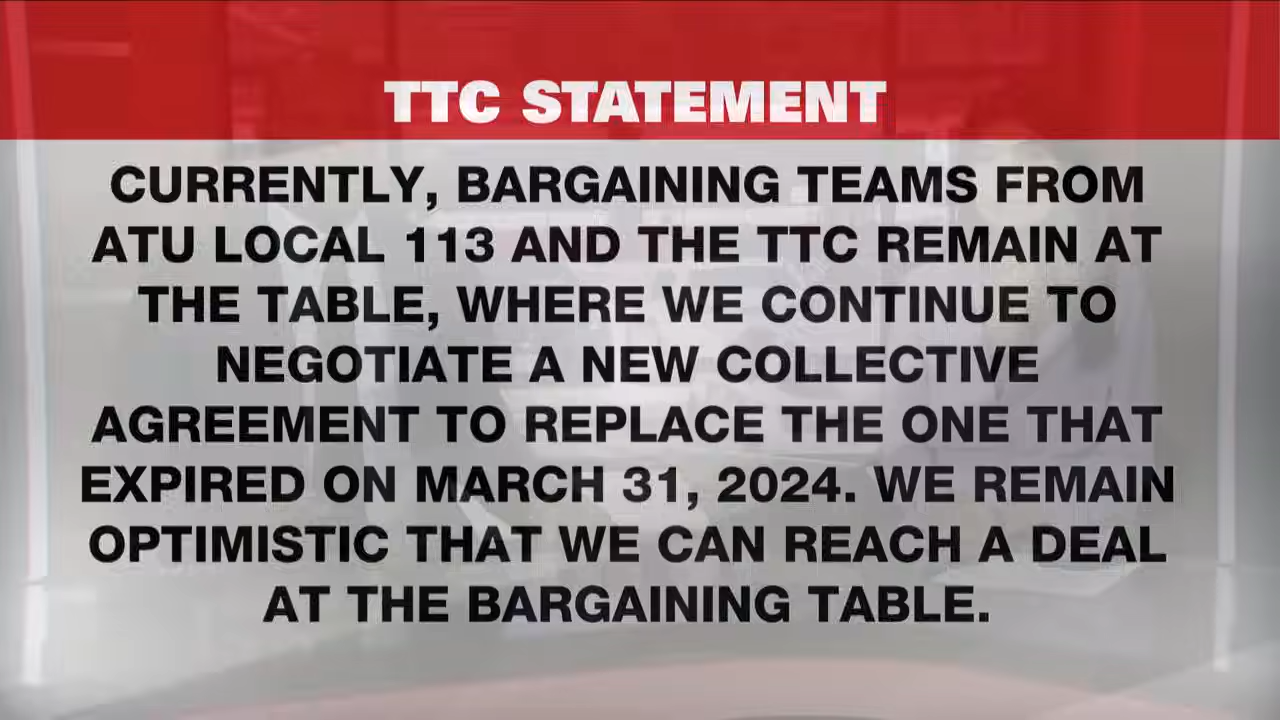 TTC STATEMENT
CURRENTLY, BARGAINING TEAMS FROM
ATU LOCAL 113 AND THE TTC REMAIN AT
THE TABLE, WHERE WE CONTINUE TO
NEGOTIATE A NEW COLLECTIVE
AGREEMENT TO REPLACE THE ONE THAT
EXPIRED ON MARCH 31, 2024. WE REMAIN
OPTIMISTIC THAT WE CAN REACH A DEAL
AT THE BARGAINING TABLE.